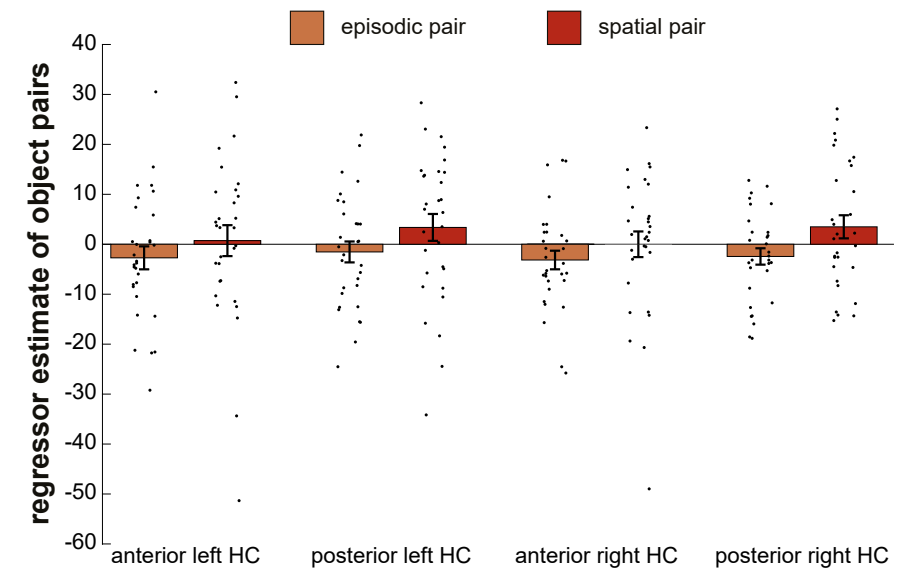 episodic pair
spatial pair
regressor estimate of object pairs
40
30
20
10
0
-10
-20
-30
-40
-50
-60
anterior left HC
posterior left HC
anterior right HC
posterior right HC